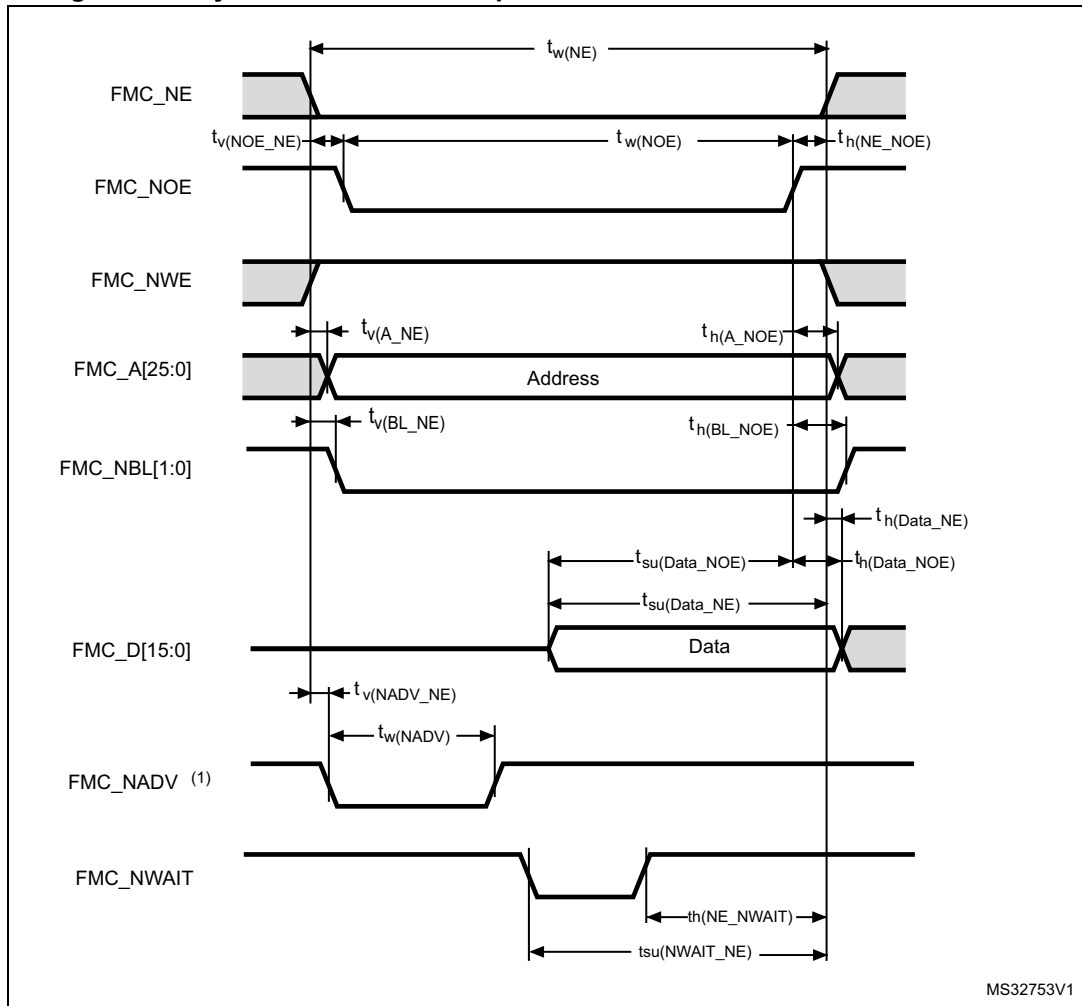 tw(NE)
FMC_NE
tv(NOE_NE)
tw(NOE)
th(NE_NOE)
FMC_NOE
FMC_NWE
tv(A_NE)
th(A_NOE)
FMC_A[25:0]
Address
tv(BL_NE)
th(BL_NOE)
FMC_NBL[1:0]
th(Data_NE)
tsu(Data_NOE)
th(Data_NOE)
tsu(Data_NE)
FMC_D[15:0]
Data
tv(NADV_NE)
tw(NADV)
FMC_NADV (1)
FMC_NWAIT
th(NE_NWAIT)
tsu(NWAIT_NE)
MS32753V1